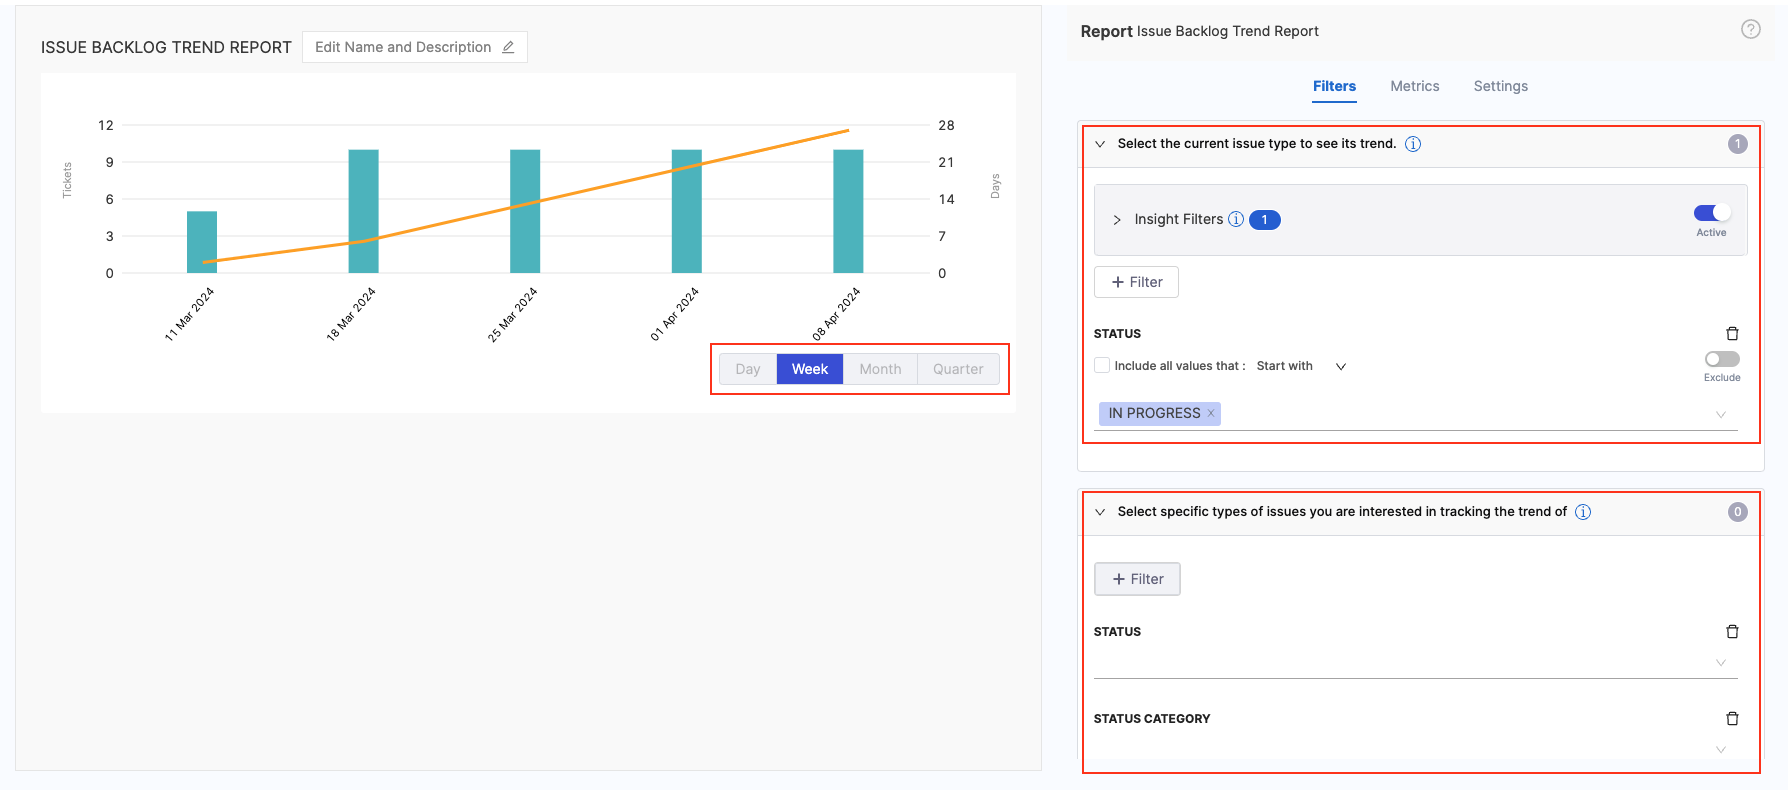 ISSUE BACKLOG TREND REPORT Edit Name and Description
Tickets
12
9
6
3
0
28
21
14
7
0
Days
11 Mar 2024
18 Mar 2024
25 Mar 2024
01 Apr 2024
08 Apr 2024
Day Week Month Quarter
Report Issue Backlog Trend Report ?
Filters Metrics Settings
Select the current issue type to see its trend. i 1
Insight Filters i 1
Active
+ Filter
STATUS
Include all values that : Start with
Exclude
IN PROGRESS ×
Select specific types of issues you are interested in tracking the trend of i 0
+ Filter
STATUS
STATUS CATEGORY